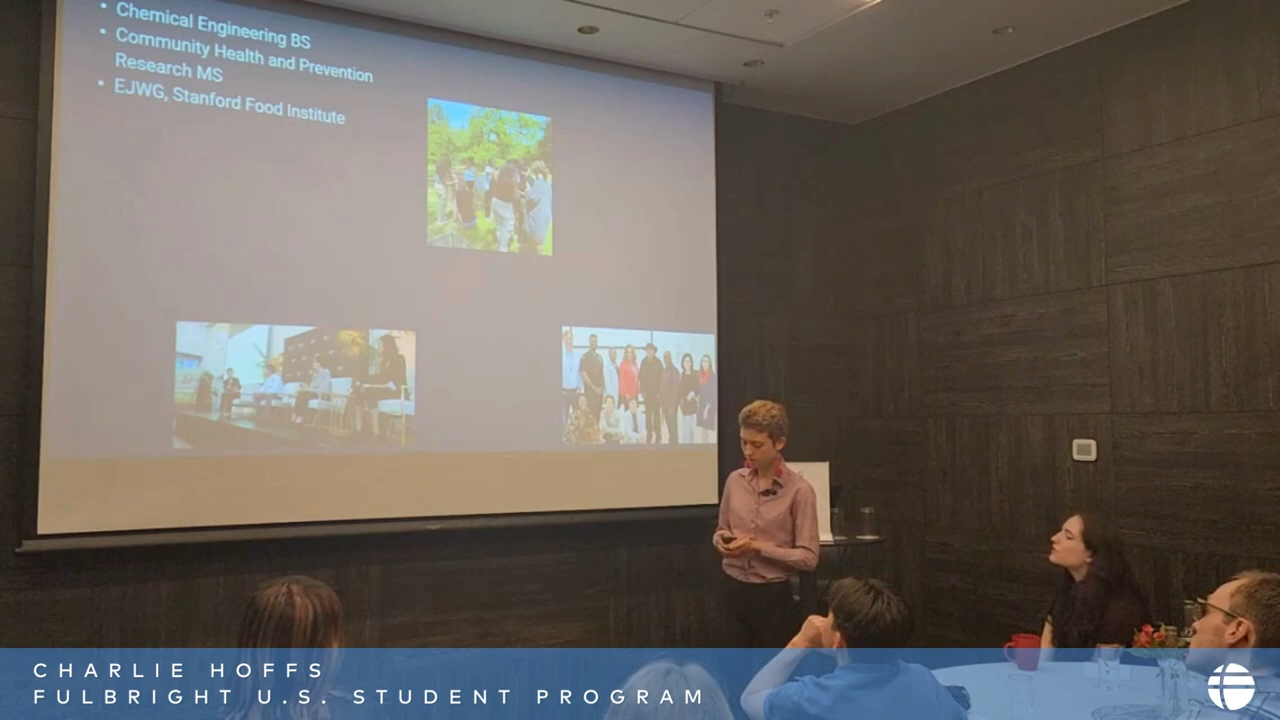 • Chemical Engineering BS
• Community Health and Prevention
Research MS
• EJWG, Stanford Food Institute
CHARLIE HOFFS
FULBRIGHT U.S. STUDENT PROGRAM